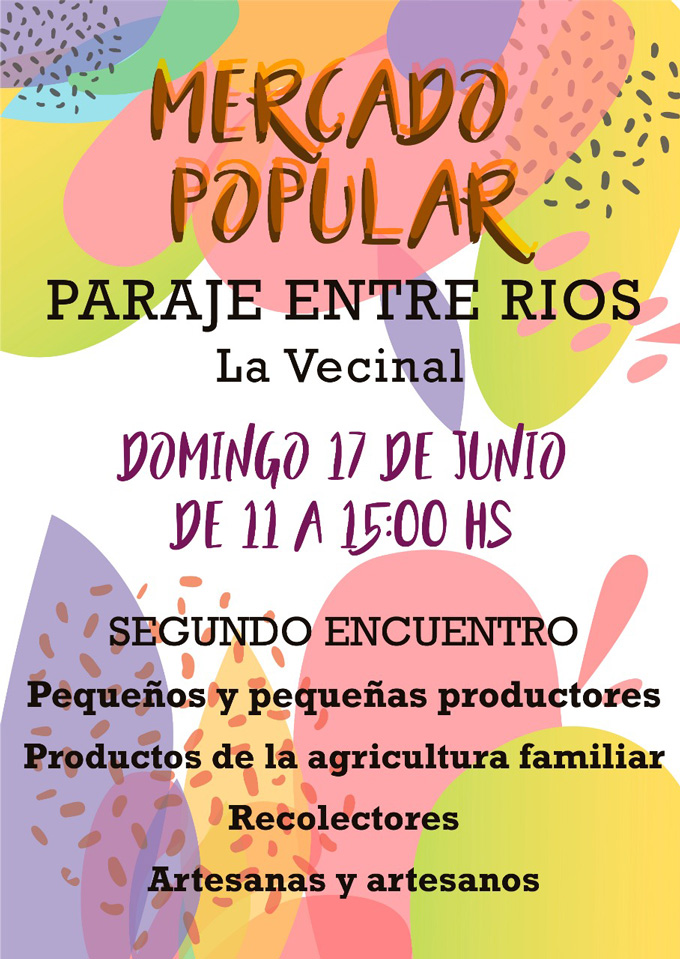 MERCADO
POPULAR
PARAJE ENTRE RIOS
La Vecinal
DOMINGO 17 DE JUNIO
DE 11 A 15:00 HS
SEGUNDO ENCUENTRO
Pequeños y pequeñas productores
Productos de la agricultura familiar
Recolectores
Artesanas y artesanos